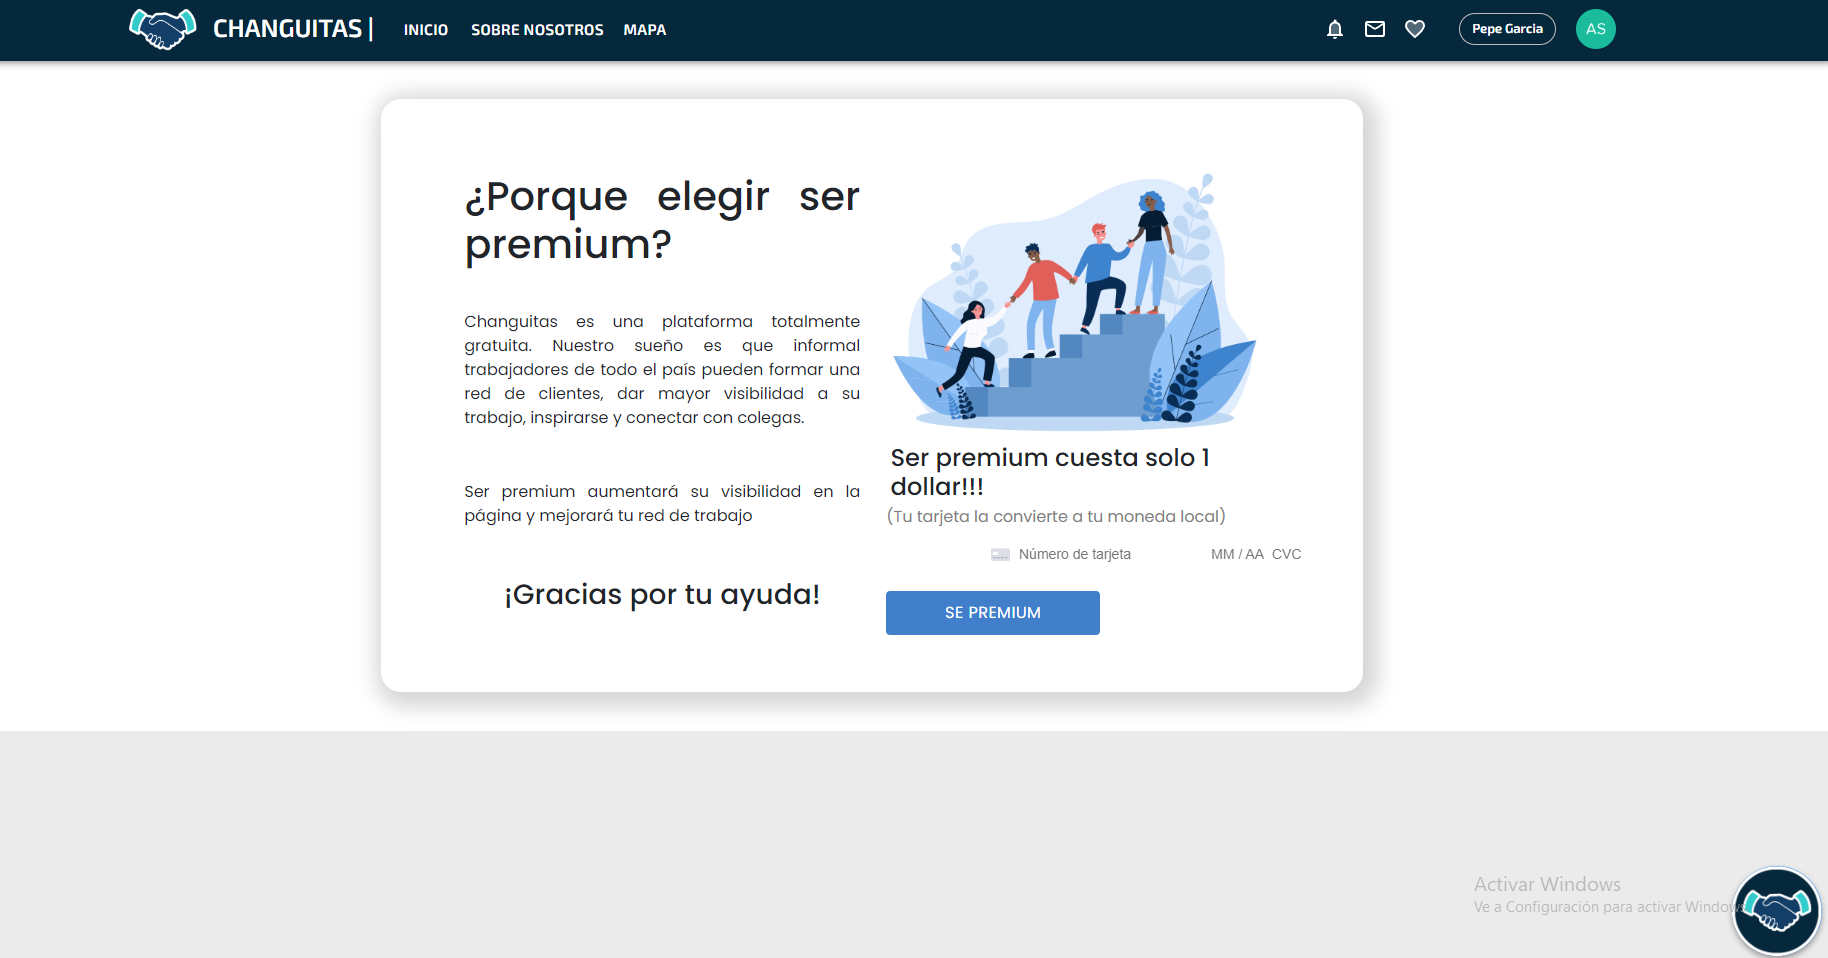 CHANGUITAS |
INICIO
SOBRE NOSOTROS
MAPA
Pepe Garcia
AS
¿Porque elegir ser
premium?
Changuitas es una plataforma totalmente
gratuita. Nuestro sueño es que informal
trabajadores de todo el país pueden formar una
red de clientes, dar mayor visibilidad a su
trabajo, inspirarse y conectar con colegas.
Ser premium aumentará su visibilidad en la
página y mejorará tu red de trabajo
¡Gracias por tu ayuda!
Ser premium cuesta solo 1
dollar!!!
(Tu tarjeta la convierte a tu moneda local)
Número de tarjeta
MM / AA CVC
SE PREMIUM
Activar Windows
Ve a Configuración para activar Windows